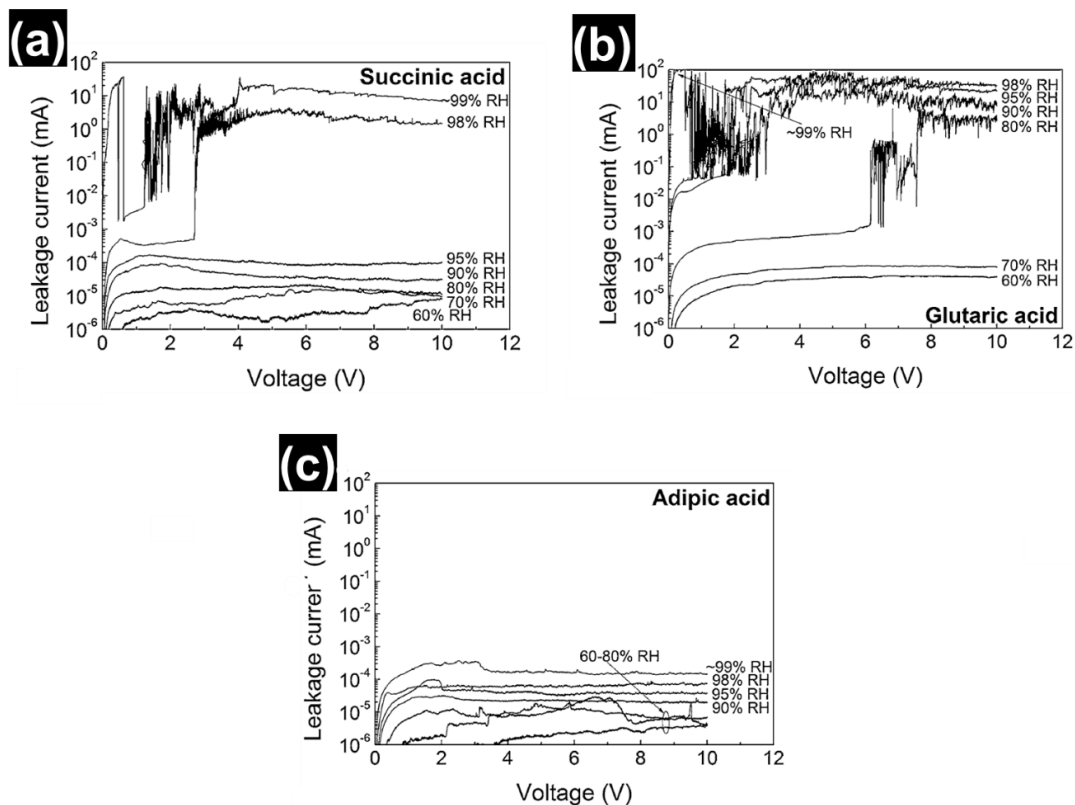 (a)
Succinic acid
Leakage current (mA)
10²
10¹
10⁰
10⁻¹
10⁻²
10⁻³
10⁻⁴
10⁻⁵
10⁻⁶
99% RH
98% RH
95% RH
90% RH
80% RH
70% RH
60% RH
0 2 4 6 8 10 12
Voltage (V)
(b)
Leakage current (mA)
10²
10¹
10⁰
10⁻¹
10⁻²
10⁻³
10⁻⁴
10⁻⁵
10⁻⁶
98% RH
95% RH
90% RH
80% RH
~99% RH
70% RH
60% RH
Glutaric acid
0 2 4 6 8 10 12
Voltage (V)
(c)
Adipic acid
Leakage currer (mA)
10²
10¹
10⁰
10⁻¹
10⁻²
10⁻³
10⁻⁴
10⁻⁵
10⁻⁶
60-80% RH
~99% RH
98% RH
95% RH
90% RH
0 2 4 6 8 10 12
Voltage (V)